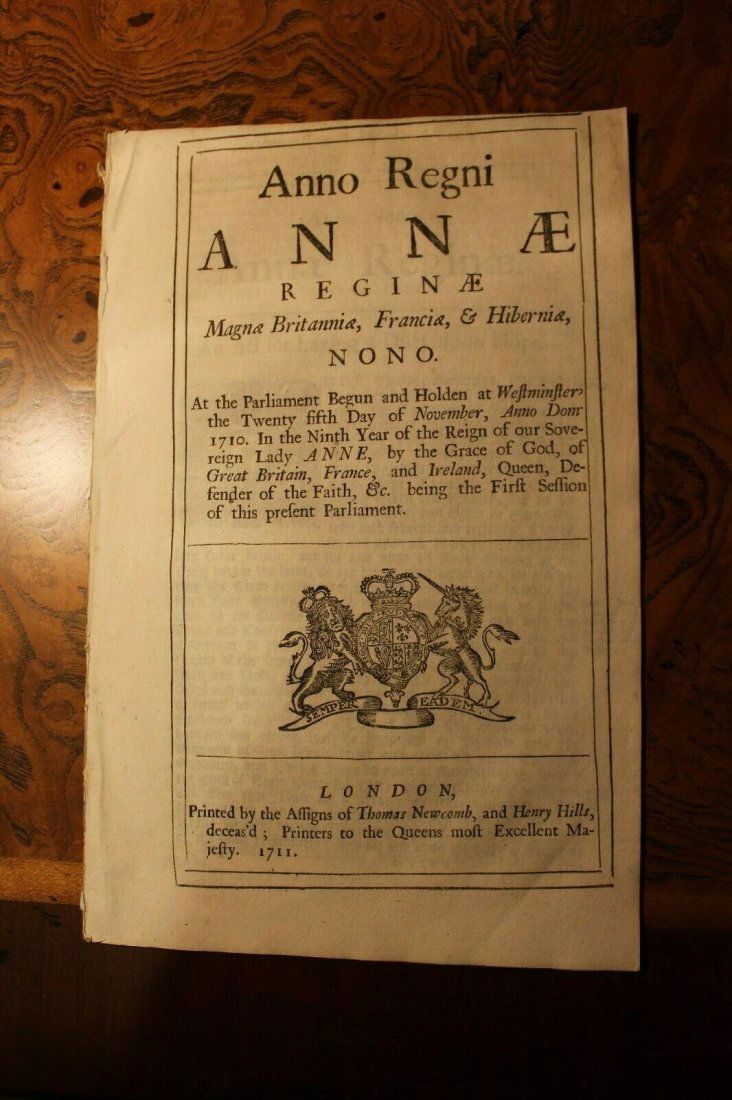 Anno Regni
ANNÆ
REGINÆ
Magnæ Britanniæ, Franciæ, & Hiberniæ,
NONO.
At the Parliament Begun and Holden at Weſtminſter,
the Twenty fifth Day of November, Anno Dom'
1710. In the Ninth Year of the Reign of our Sove-
reign Lady ANNE, by the Grace of God, of
Great Britain, France, and Ireland, Queen, De-
fender of the Faith, &c. being the Firſt Seſſion
of this preſent Parliament.
SEMPER EADEM
LONDON,
Printed by the Aſſigns of Thomas Newcomb, and Henry Hills,
deceas'd; Printers to the Queens moſt Excellent Ma-
jeſty. 1711.